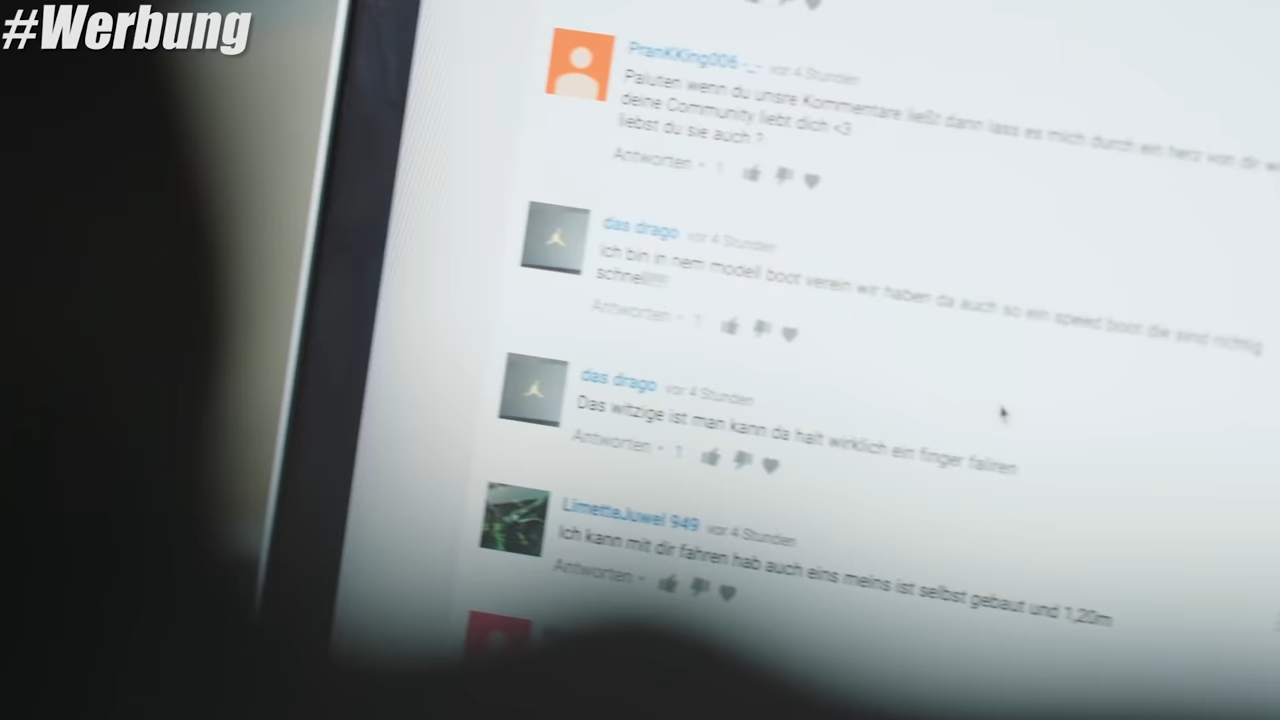 #Werbung
PranKKing006 -_- vor 4 Stunden
Paluten wenn du unsre Kommentare ließt dann lass es mich durch ein herz von dir
deine Community liebt dich <3
liebst du sie auch ?
Antworten • 1
das drago vor 4 Stunden
Ich bin in nem modell boot verein wir haben da auch so ein speed boot die sind richtig
schnell!!!!
Antworten • 1
das drago vor 4 Stunden
Das witzige ist man kann da halt wirklich ein finger
Antworten • 1
LimetteJuwel 949 vor 4 Stunden
Ich kann mit dir fahren hab auch eins meins ist selbst gebaut und 1,20m
Antworten •